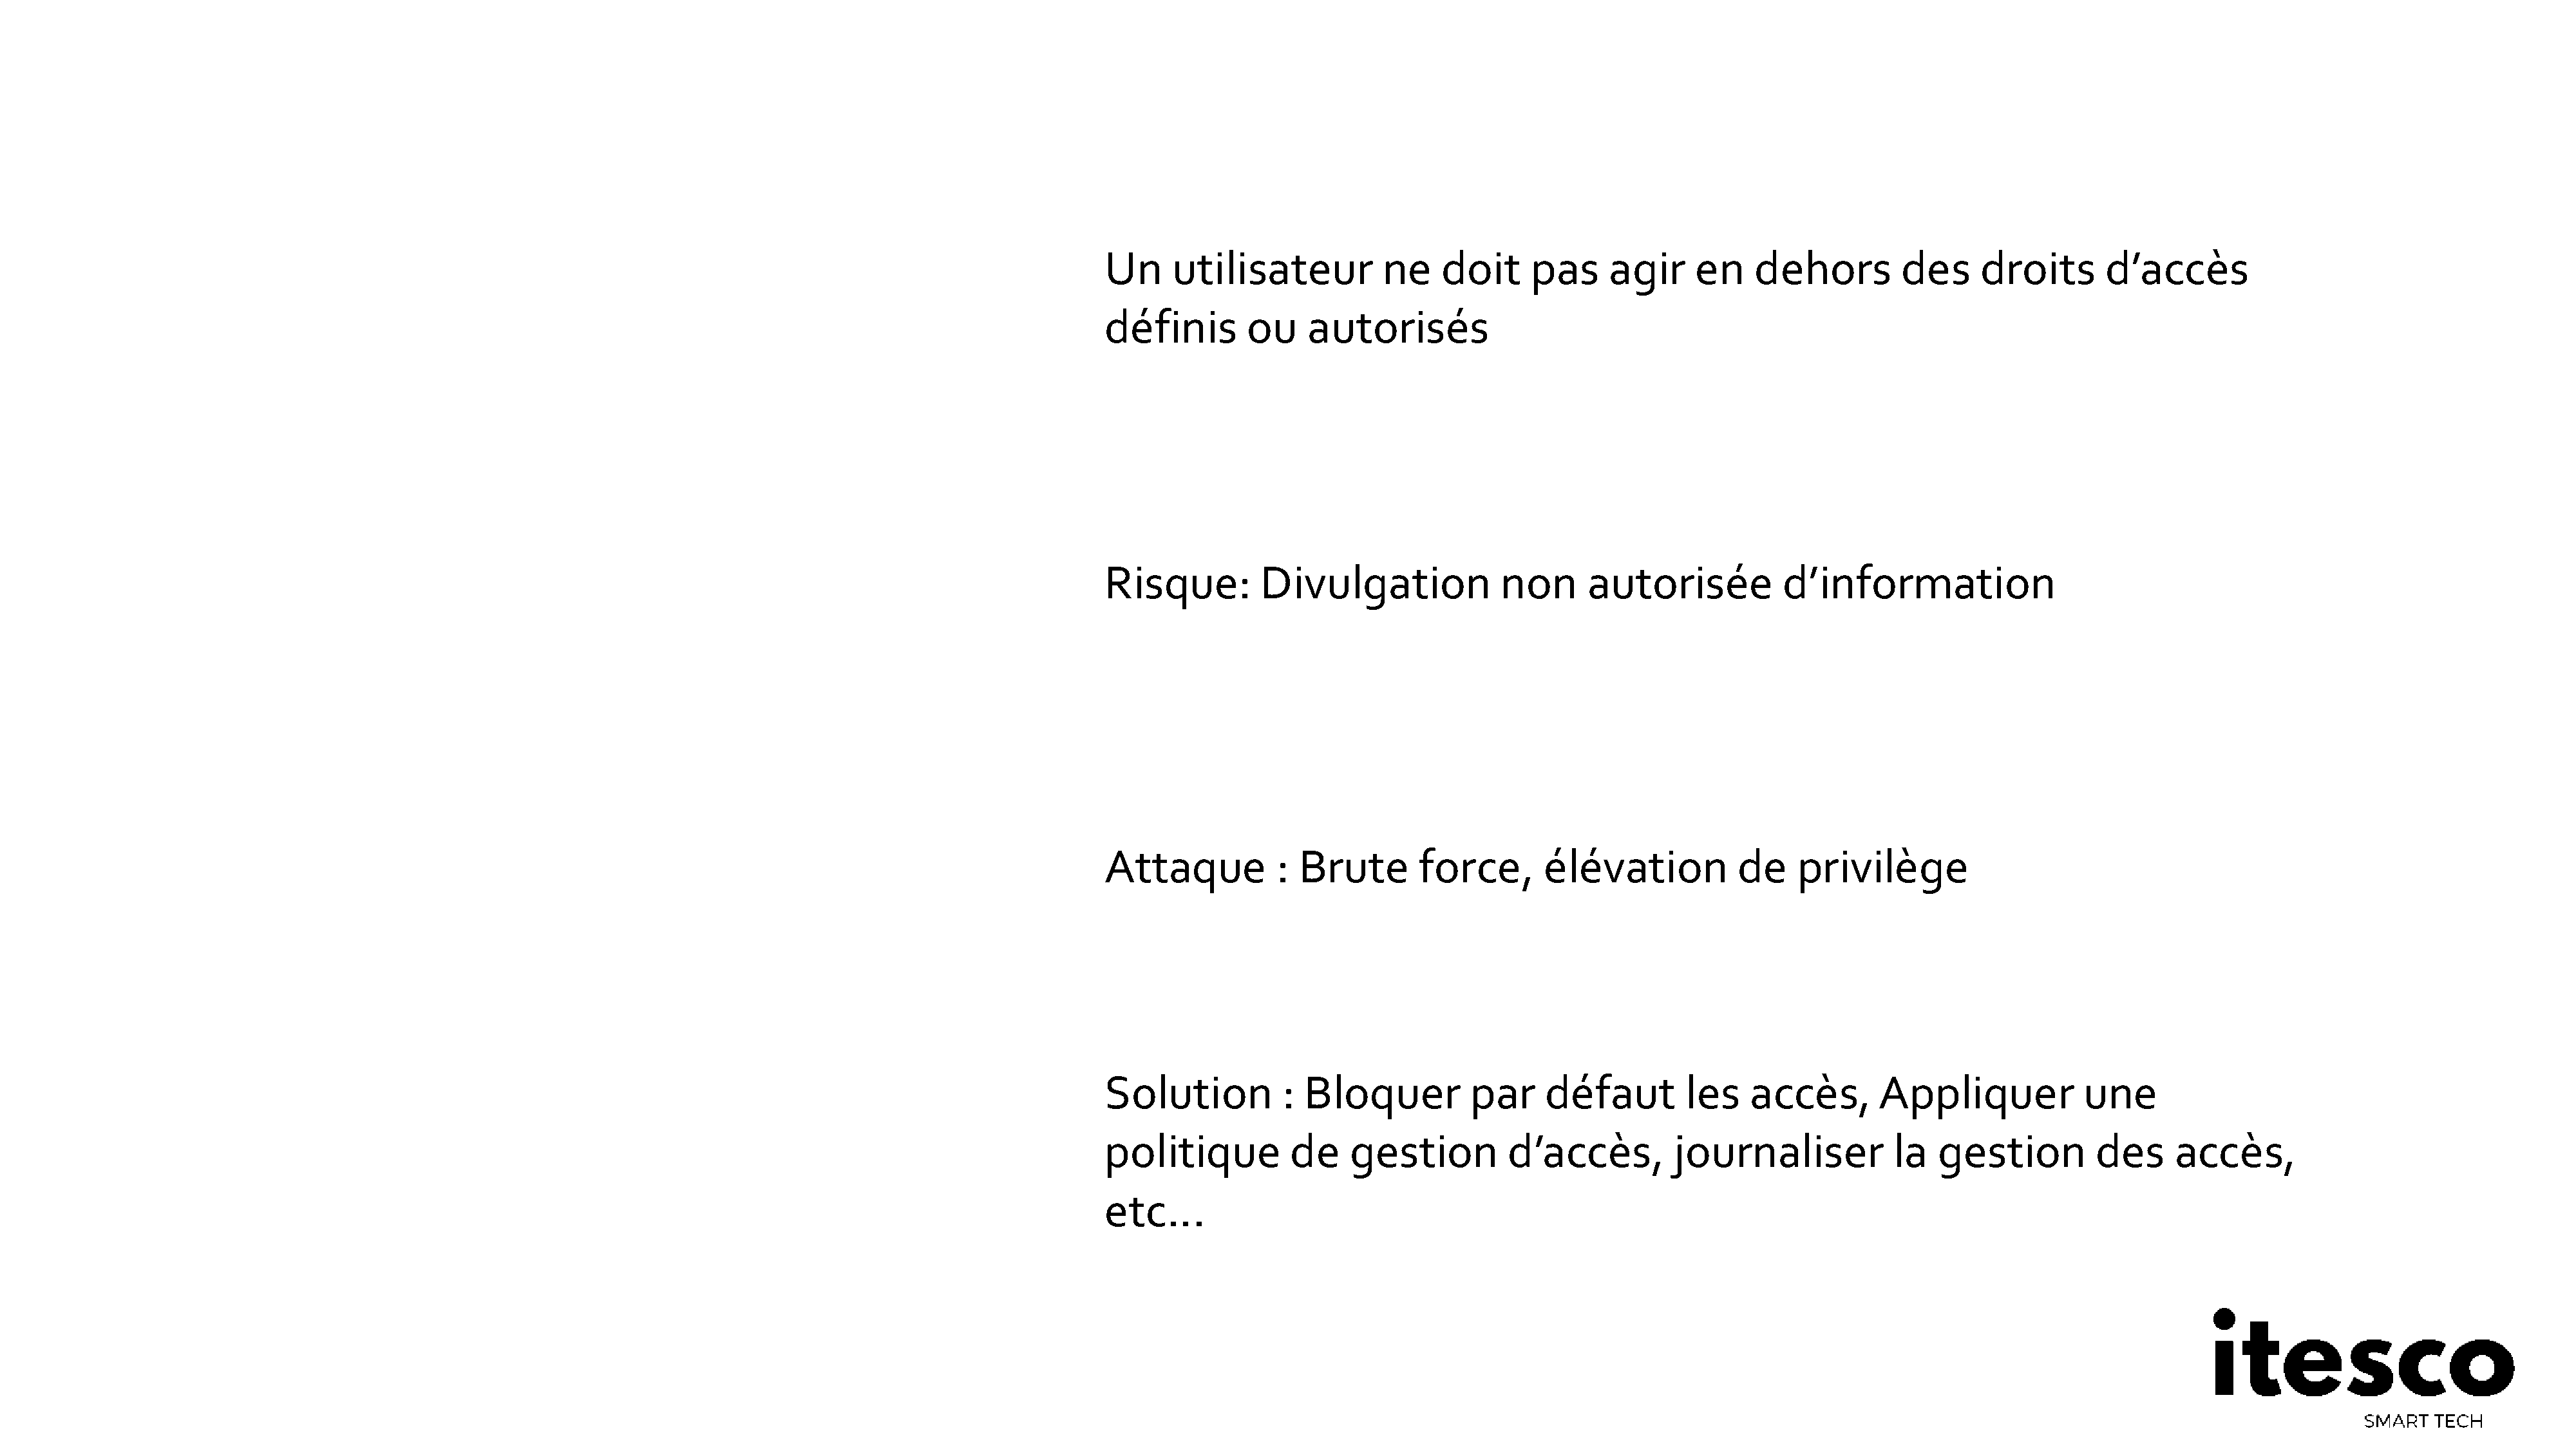 Un utilisateur ne doit pas agir en dehors des droits d’accès
définis ou autorisés
Risque: Divulgation non autorisée d’information
Attaque : Brute force, élévation de privilège
Solution : Bloquer par défaut les accès, Appliquer une
politique de gestion d’accès, journaliser la gestion des accès,
etc…
itesco
SMART TECH